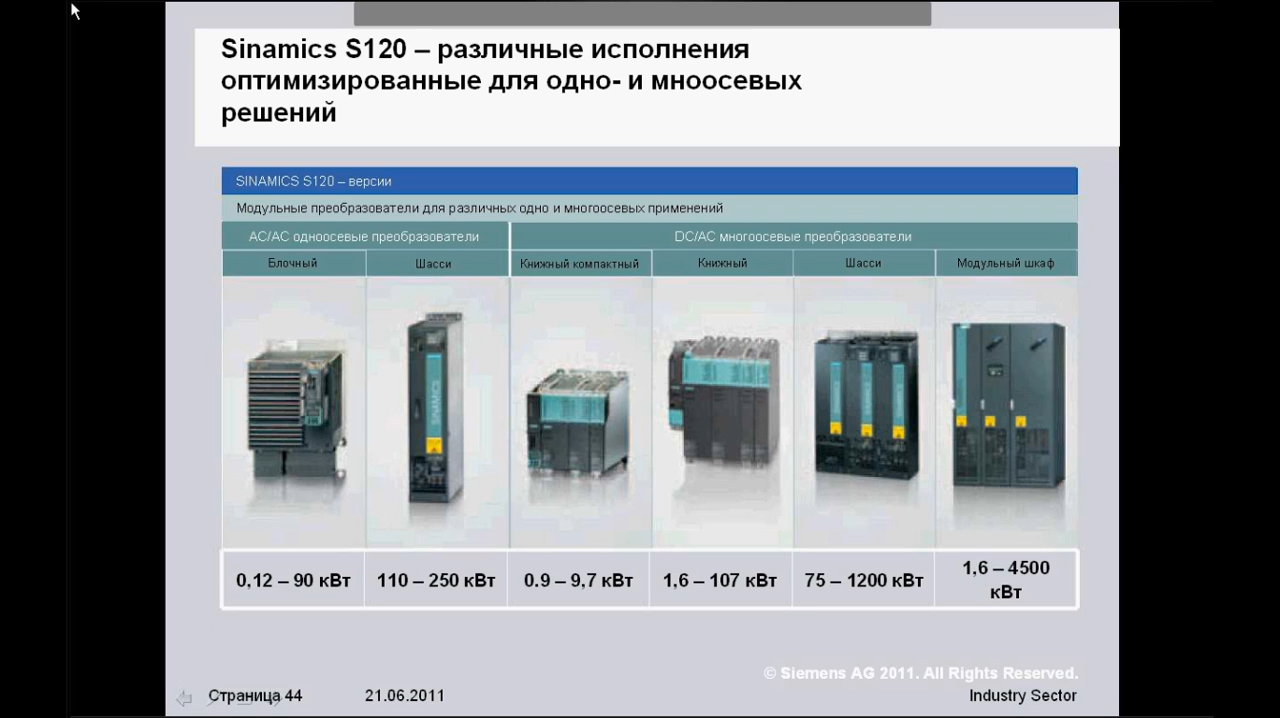 Sinamics S120 – различные исполнения
оптимизированные для одно- и мноосевых
решений
SINAMICS S120 – версии
Модульные преобразователи для различных одно и многоосевых применений
AC/AC одноосевые преобразователи
DC/AC многоосевые преобразователи
Блочный
Шасси
Книжный компактный
Книжный
Шасси
Модульный шкаф
SINAMICS
0,12 – 90 кВт
110 – 250 кВт
0.9 – 9,7 кВт
1,6 – 107 кВт
75 – 1200 кВт
1,6 – 4500
кВт
© Siemens AG 2011. All Rights Reserved.
Страница 44
21.06.2011
Industry Sector